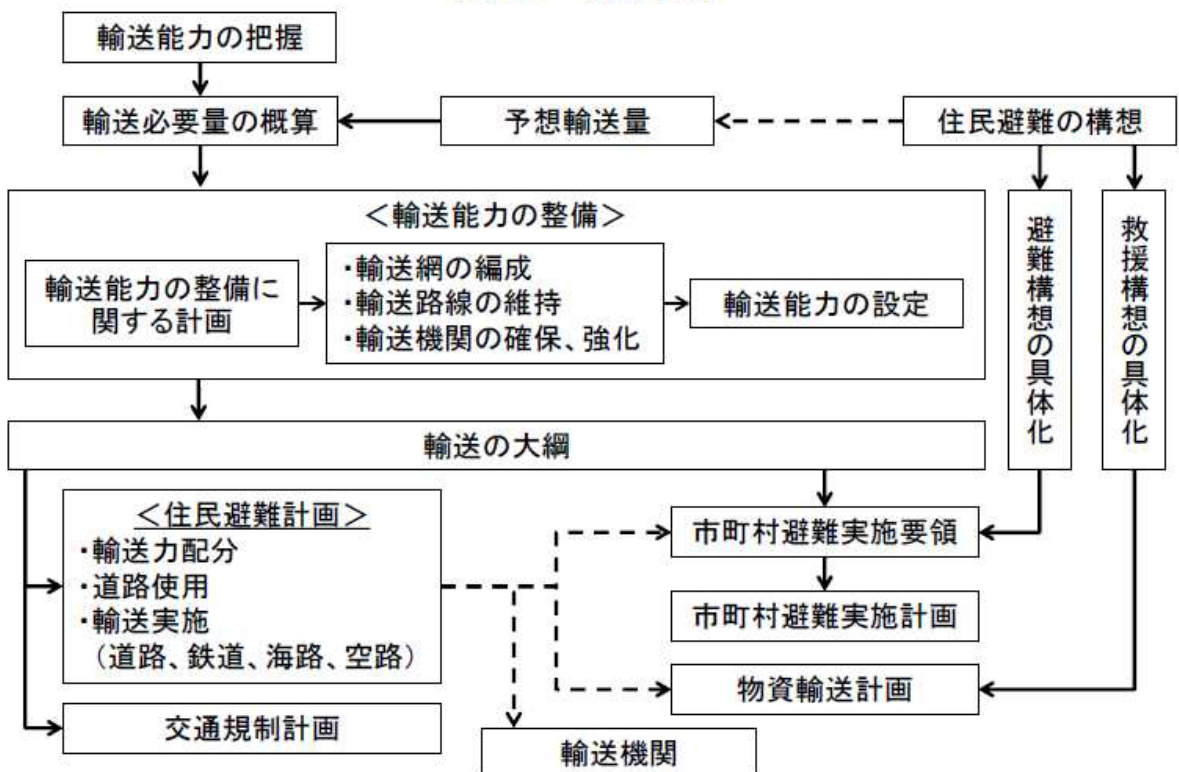 輸送能力の把握
輸送必要量の概算
予想輸送量
住民避難の構想
<輸送能力の整備>
輸送能力の整備に
関する計画
・輸送網の編成
・輸送路線の維持
・輸送機関の確保、強化
輸送能力の設定
避難構想の具体化
救援構想の具体化
輸送の大綱
<住民避難計画>
・輸送力配分
・道路使用
・輸送実施
(道路、鉄道、海路、空路)
市町村避難実施要領
市町村避難実施計画
物資輸送計画
交通規制計画
輸送機関